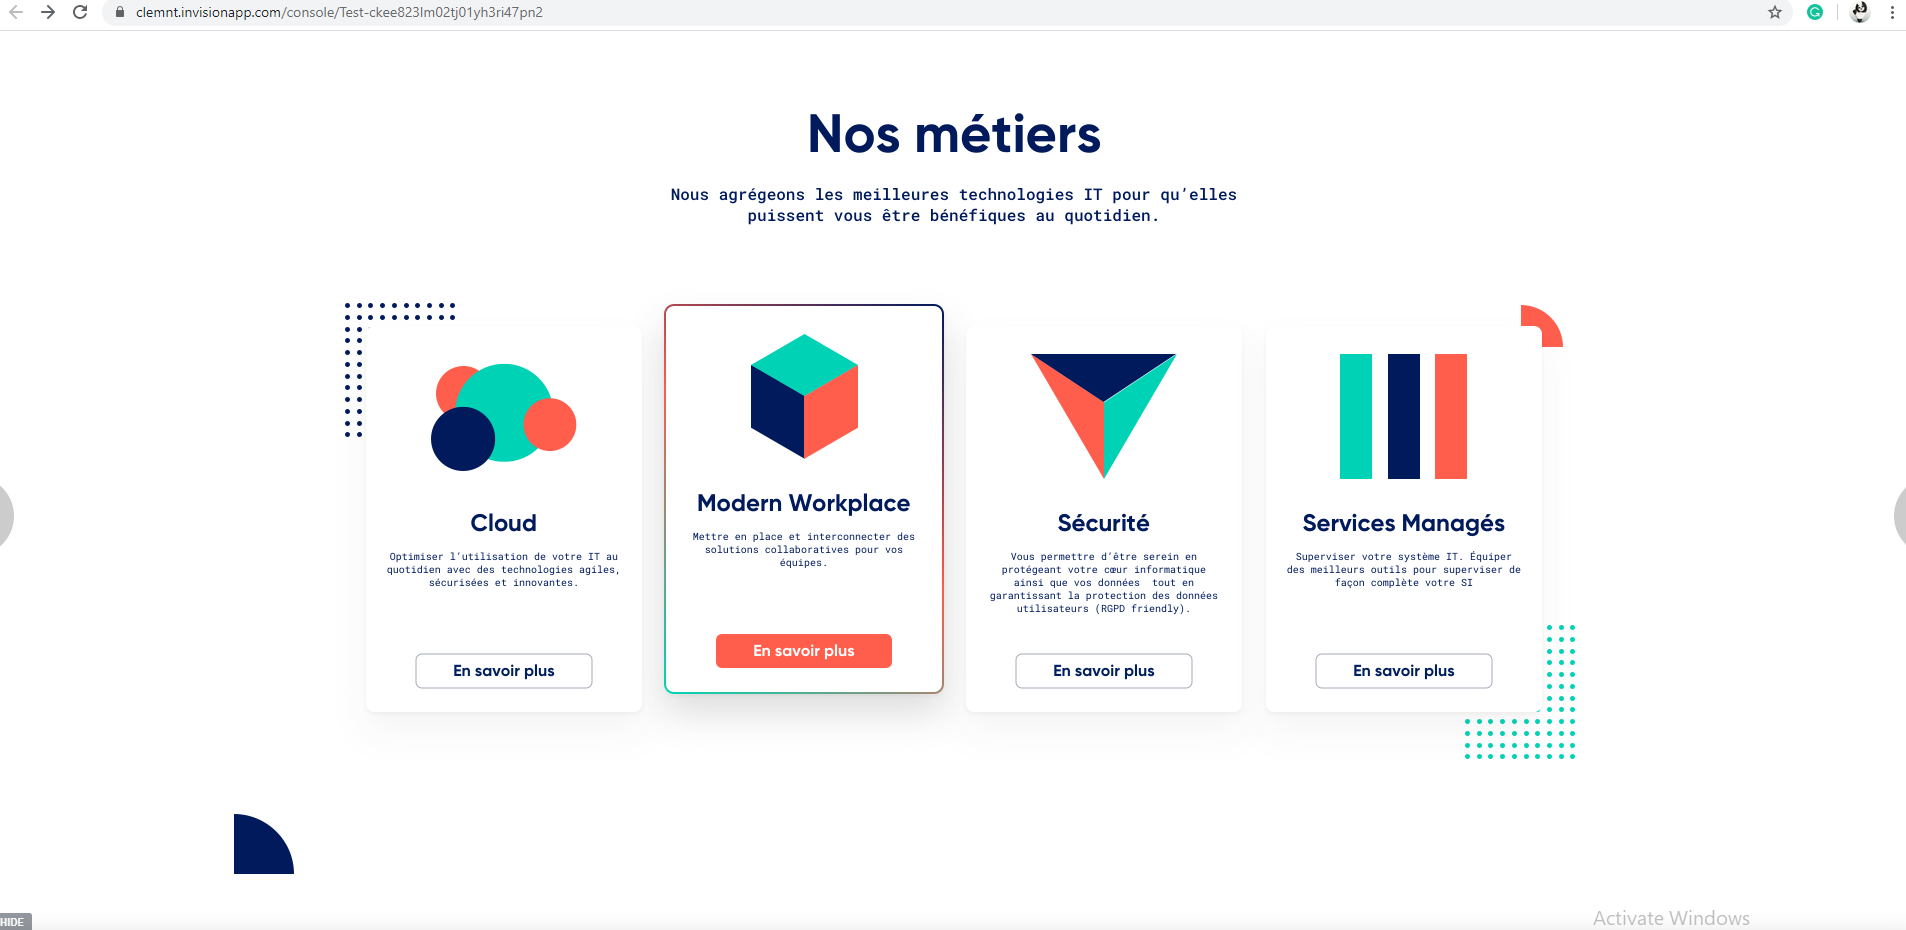 clemnt.invisionapp.com/console/Test-ckee823lm02tj01yh3ri47pn2
Nos métiers
Nous agrégeons les meilleures technologies IT pour qu’elles
puissent vous être bénéfiques au quotidien.
Cloud
Optimiser l’utilisation de votre IT au
quotidien avec des technologies agiles,
sécurisées et innovantes.
En savoir plus
Modern Workplace
Mettre en place et interconnecter des
solutions collaboratives pour vos
équipes.
En savoir plus
Sécurité
Vous permettre d’être serein en
protégeant votre cœur informatique
ainsi que vos données  tout en
garantissant la protection des données
utilisateurs (RGPD friendly).
En savoir plus
Services Managés
Superviser votre système IT. Équiper
des meilleurs outils pour superviser de
façon complète votre SI
En savoir plus
HIDE
Activate Windows